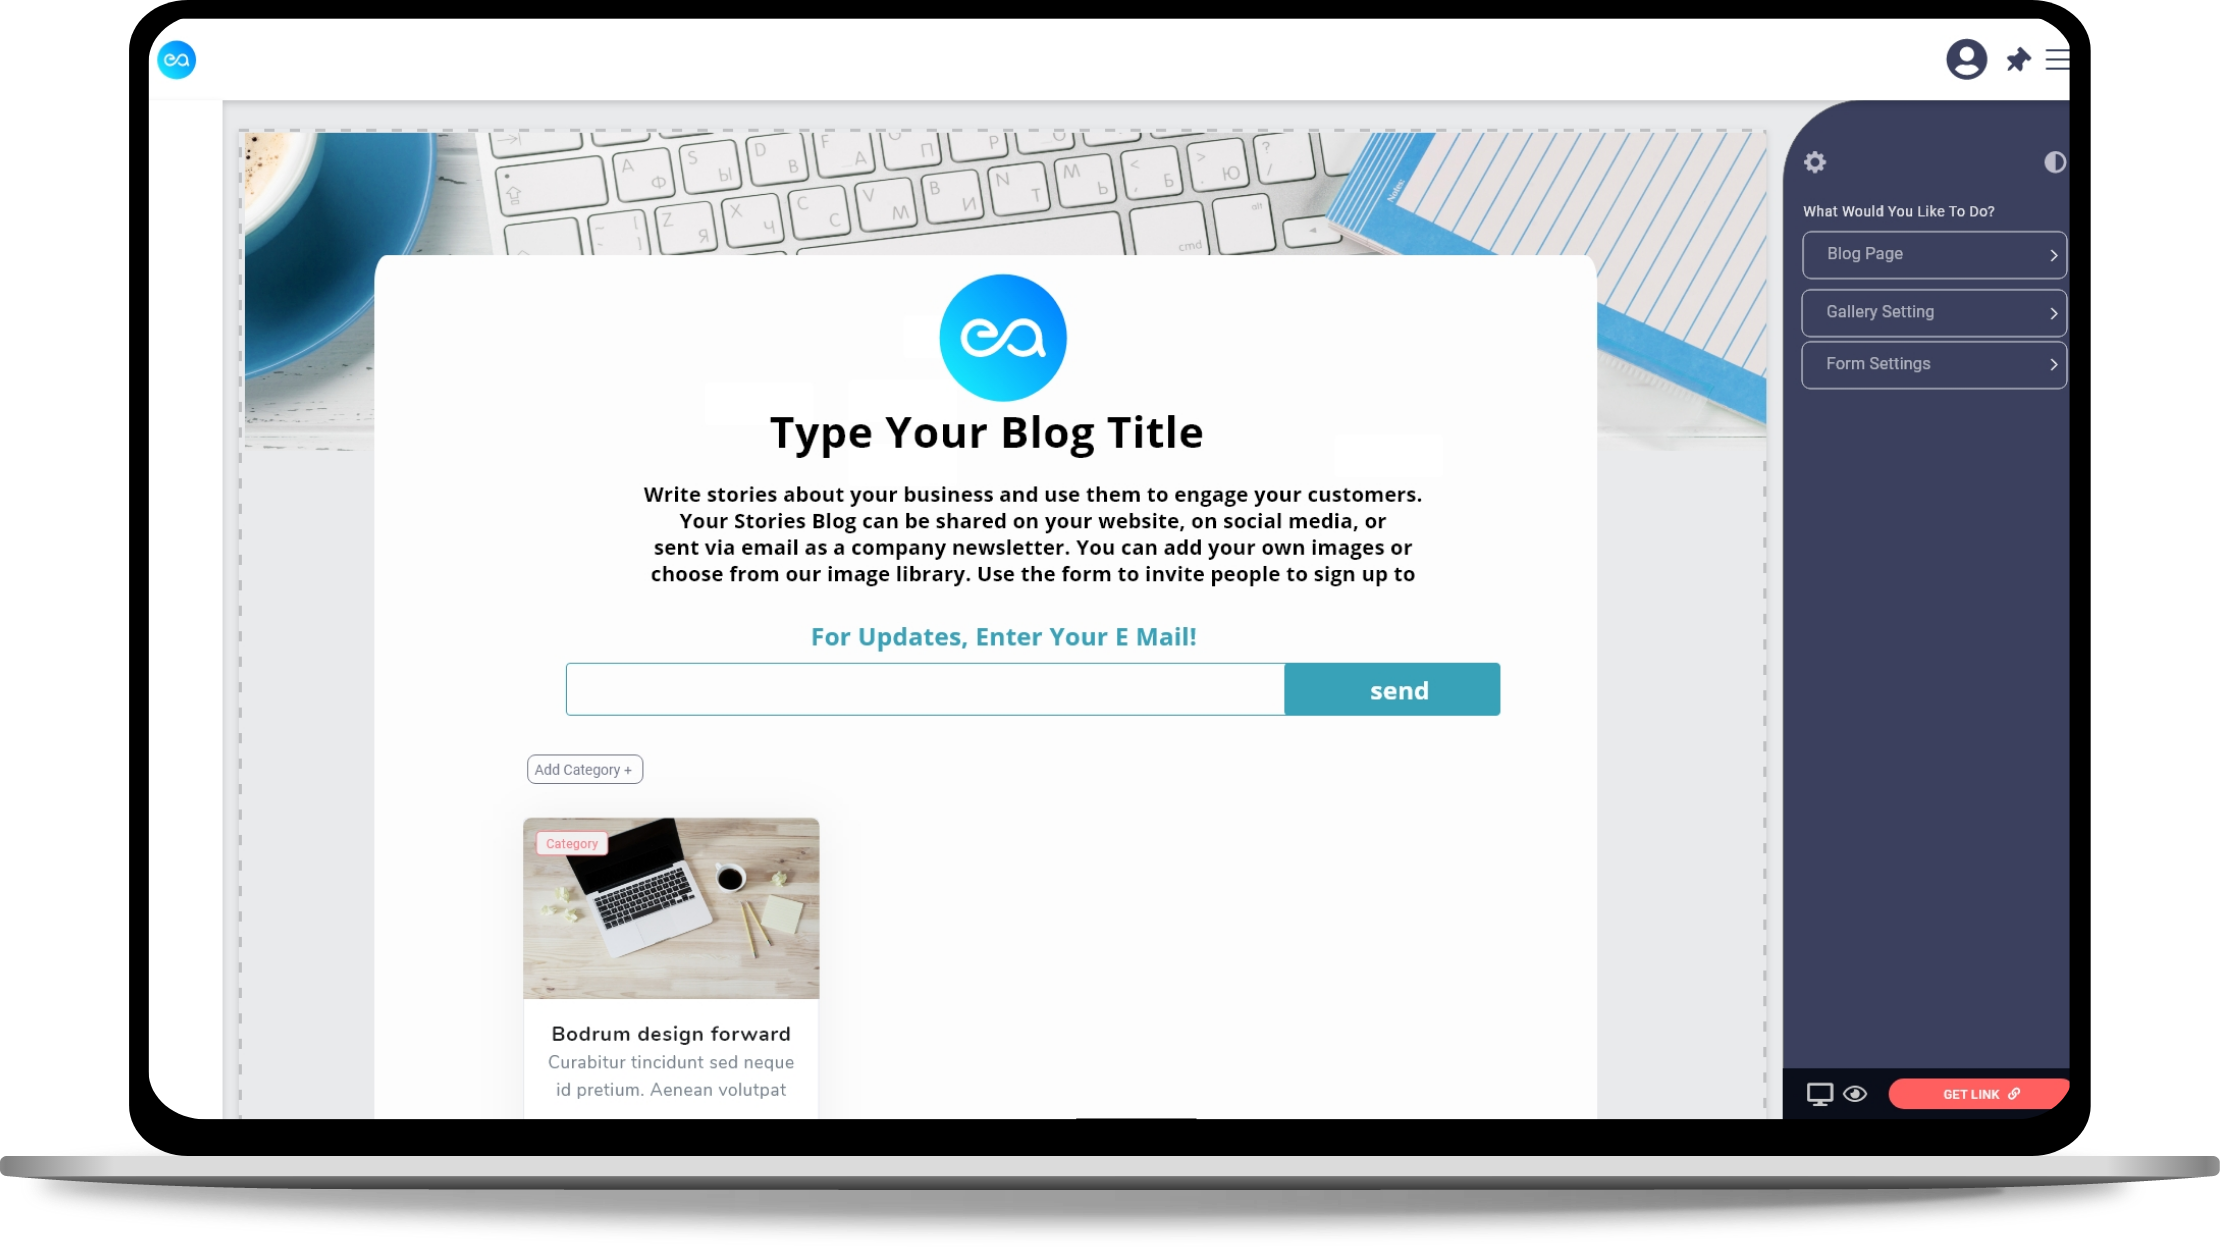 ea
What Would You Like To Do?
Blog Page
Gallery Setting
Form Settings
Notes:
ea
Type Your Blog Title
Write stories about your business and use them to engage your customers.
Your Stories Blog can be shared on your website, on social media, or
sent via email as a company newsletter. You can add your own images or
choose from our image library. Use the form to invite people to sign up to
For Updates, Enter Your E Mail!
send
Add Category +
Category
Bodrum design forward
Curabitur tincidunt sed neque
id pretium. Aenean volutpat
GET LINK